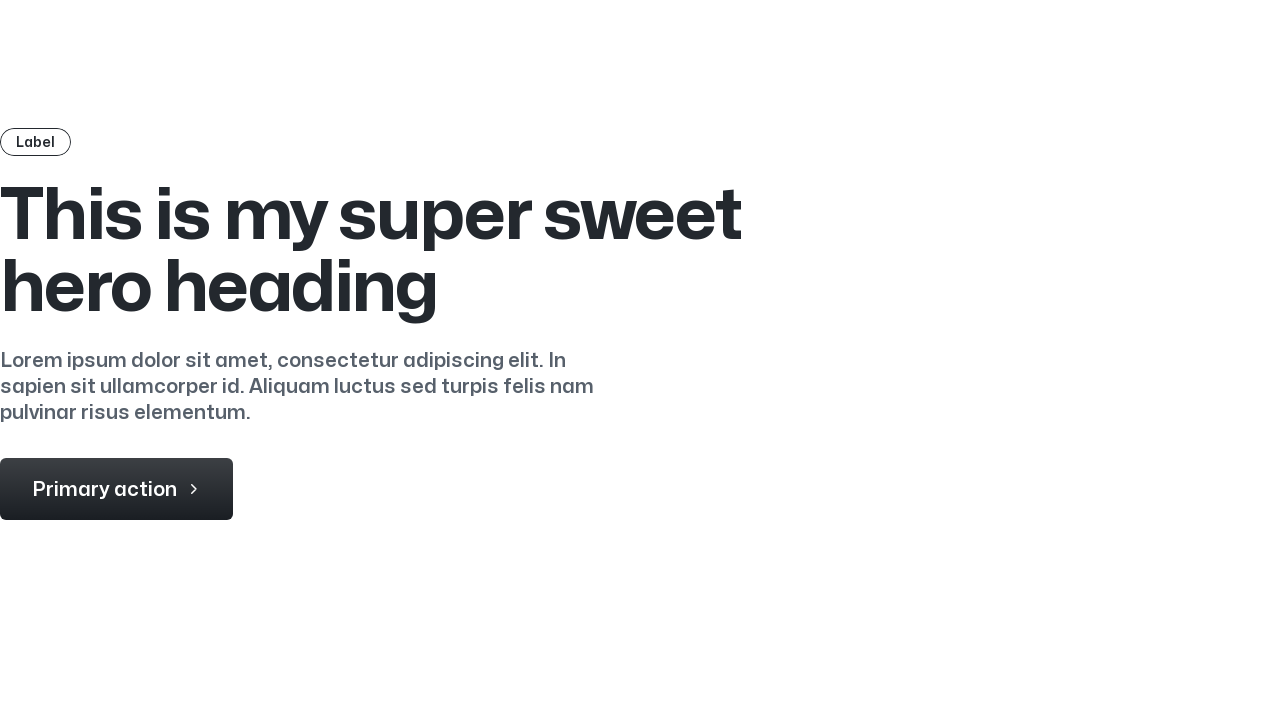 Label
This is my super sweet
hero heading
Lorem ipsum dolor sit amet, consectetur adipiscing elit. In
sapien sit ullamcorper id. Aliquam luctus sed turpis felis nam
pulvinar risus elementum.
Primary action